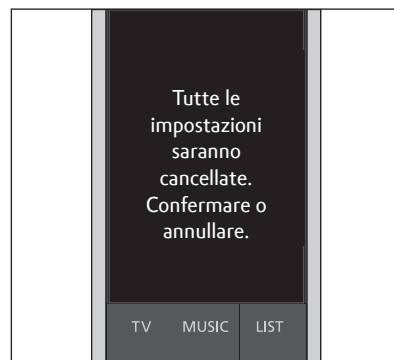 Tutte le
impostazioni
saranno
cancellate.
Confermare o
annullare.
TV MUSIC LIST